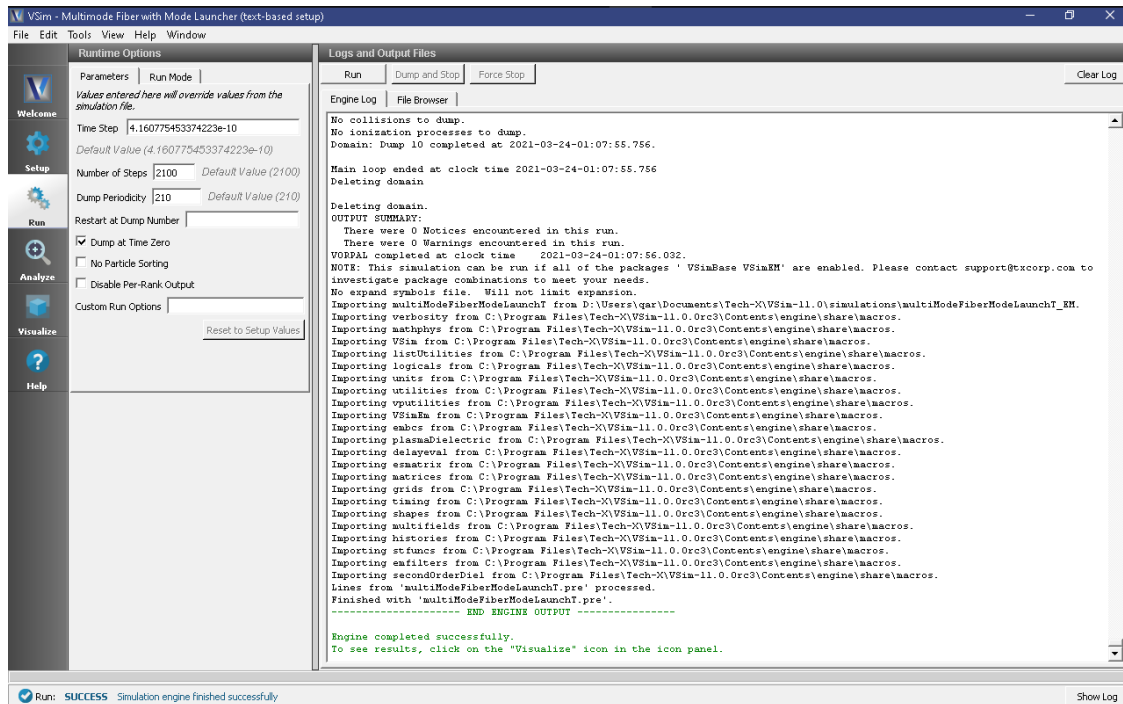 VSim - Multimode Fiber with Mode Launcher (text-based setup)
File Edit Tools View Help Window
Welcome
Setup
Run
Analyze
Visualize
Help
Runtime Options
Parameters Run Mode
Values entered here will override values from the
simulation file.
Time Step 4.160775453374223e-10
Default Value (4.160775453374223e-10)
Number of Steps 2100 Default Value (2100)
Dump Periodicity 210 Default Value (210)
Restart at Dump Number
Dump at Time Zero
No Particle Sorting
Disable Per-Rank Output
Custom Run Options
Reset to Setup Values
Logs and Output Files
Run Dump and Stop Force Stop Clear Log
Engine Log File Browser
No collisions to dump.
No ionization processes to dump.
Domain: Dump 10 completed at 2021-03-24-01:07:55.756.
Main loop ended at clock time 2021-03-24-01:07:55.756
Deleting domain
Deleting domain.
OUTPUT SUMMARY:
There were 0 Notices encountered in this run.
There were 0 Warnings encountered in this run.
VORPAL completed at clock time 2021-03-24-01:07:56.032.
NOTE: This simulation can be run if all of the packages ' VSimBase VSimEM' are enabled. Please contact support@txcorp.com to
investigate package combinations to meet your needs.
No expand symbols file. Will not limit expansion.
Importing multiModeFiberModeLaunchT from D:\Users\qar\Documents\Tech-X\VSim-11.0\simulations\multiModeFiberModeLaunchT_EM.
Importing verbosity from C:\Program Files\Tech-X\VSim-11.0.0rc3\Contents\engine\share\macros.
Importing mathphys from C:\Program Files\Tech-X\VSim-11.0.0rc3\Contents\engine\share\macros.
Importing VSim from C:\Program Files\Tech-X\VSim-11.0.0rc3\Contents\engine\share\macros.
Importing listUtilities from C:\Program Files\Tech-X\VSim-11.0.0rc3\Contents\engine\share\macros.
Importing logicals from C:\Program Files\Tech-X\VSim-11.0.0rc3\Contents\engine\share\macros.
Importing units from C:\Program Files\Tech-X\VSim-11.0.0rc3\Contents\engine\share\macros.
Importing utilities from C:\Program Files\Tech-X\VSim-11.0.0rc3\Contents\engine\share\macros.
Importing vputilities from C:\Program Files\Tech-X\VSim-11.0.0rc3\Contents\engine\share\macros.
Importing VSimEm from C:\Program Files\Tech-X\VSim-11.0.0rc3\Contents\engine\share\macros.
Importing embcs from C:\Program Files\Tech-X\VSim-11.0.0rc3\Contents\engine\share\macros.
Importing plasmaDielectric from C:\Program Files\Tech-X\VSim-11.0.0rc3\Contents\engine\share\macros.
Importing delayeval from C:\Program Files\Tech-X\VSim-11.0.0rc3\Contents\engine\share\macros.
Importing esmatrix from C:\Program Files\Tech-X\VSim-11.0.0rc3\Contents\engine\share\macros.
Importing matrices from C:\Program Files\Tech-X\VSim-11.0.0rc3\Contents\engine\share\macros.
Importing grids from C:\Program Files\Tech-X\VSim-11.0.0rc3\Contents\engine\share\macros.
Importing timing from C:\Program Files\Tech-X\VSim-11.0.0rc3\Contents\engine\share\macros.
Importing shapes from C:\Program Files\Tech-X\VSim-11.0.0rc3\Contents\engine\share\macros.
Importing multifields from C:\Program Files\Tech-X\VSim-11.0.0rc3\Contents\engine\share\macros.
Importing histories from C:\Program Files\Tech-X\VSim-11.0.0rc3\Contents\engine\share\macros.
Importing stfuncs from C:\Program Files\Tech-X\VSim-11.0.0rc3\Contents\engine\share\macros.
Importing emfilters from C:\Program Files\Tech-X\VSim-11.0.0rc3\Contents\engine\share\macros.
Importing secondOrderDiel from C:\Program Files\Tech-X\VSim-11.0.0rc3\Contents\engine\share\macros.
Lines from 'multiModeFiberModeLaunchT.pre' processed.
Finished with 'multiModeFiberModeLaunchT.pre'.
--------------------- END ENGINE OUTPUT ----------------
Engine completed successfully.
To see results, click on the "Visualize" icon in the icon panel.
Run: SUCCESS Simulation engine finished successfully Show Log